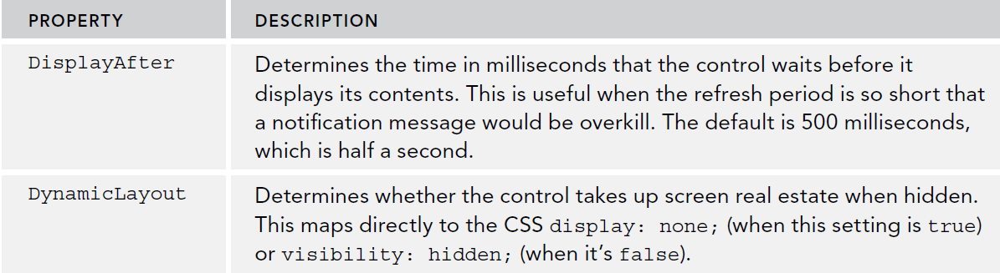 PROPERTY DESCRIPTION
DisplayAfter Determines the time in milliseconds that the control waits before it
displays its contents. This is useful when the refresh period is so short that
a notification message would be overkill. The default is 500 milliseconds,
which is half a second.
DynamicLayout Determines whether the control takes up screen real estate when hidden.
This maps directly to the CSS display: none; (when this setting is true)
or visibility: hidden; (when it’s false).